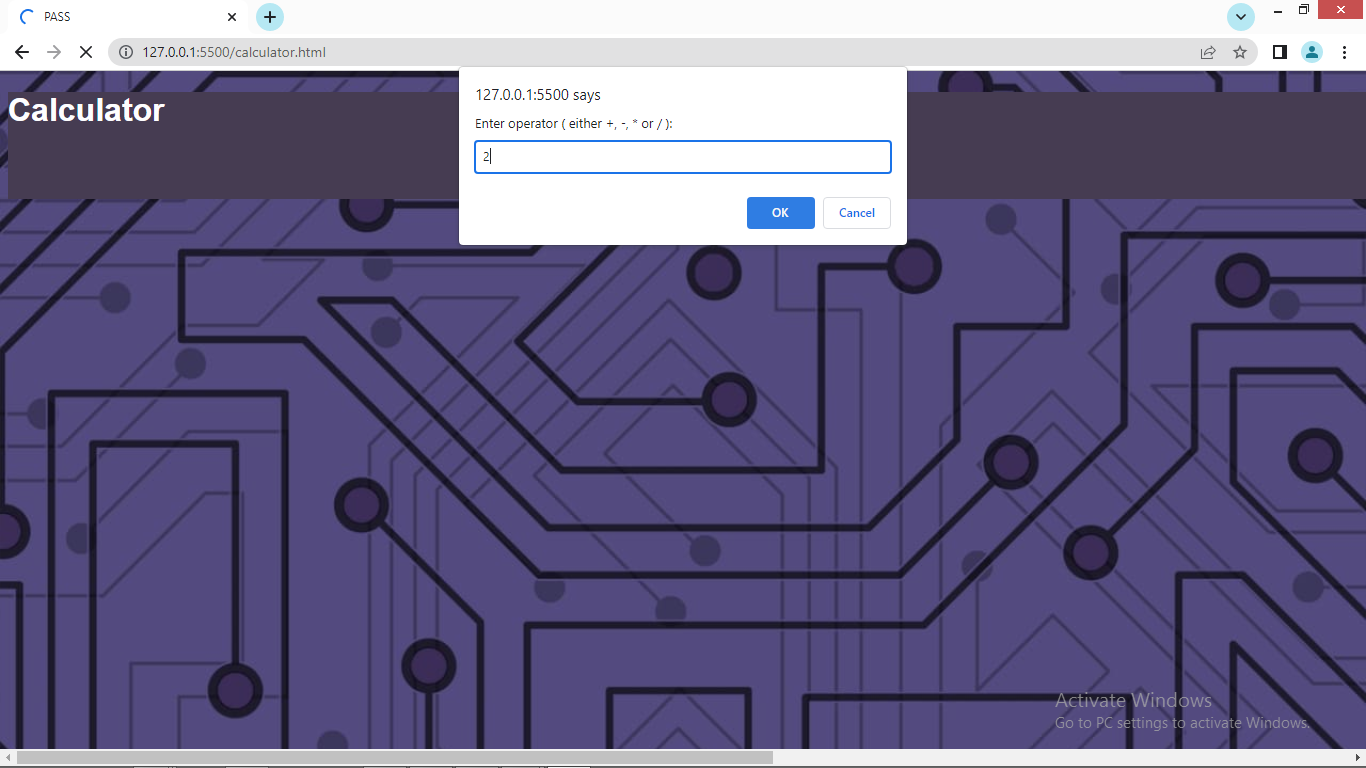 PASS
127.0.0.1:5500/calculator.html
127.0.0.1:5500 says
Enter operator ( either +, -, * or / ):
2
OK
Cancel
Calculator
Activate Windows
Go to PC settings to activate Windows.